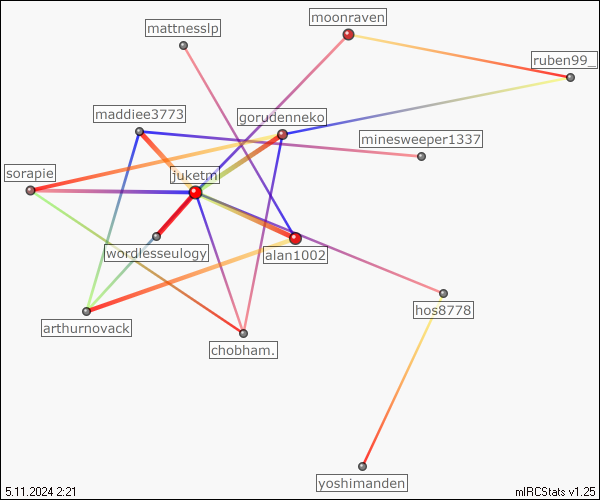 moonraven
mattnesslp
ruben99_
maddiee3773
gorudenneko
minesweeper1337
sorapie
juketm
wordlesseulogy
alan1002
hos8778
arthurnovack
chobham.
yoshimanden
5.11.2024 2:21
mIRCStats v1.25